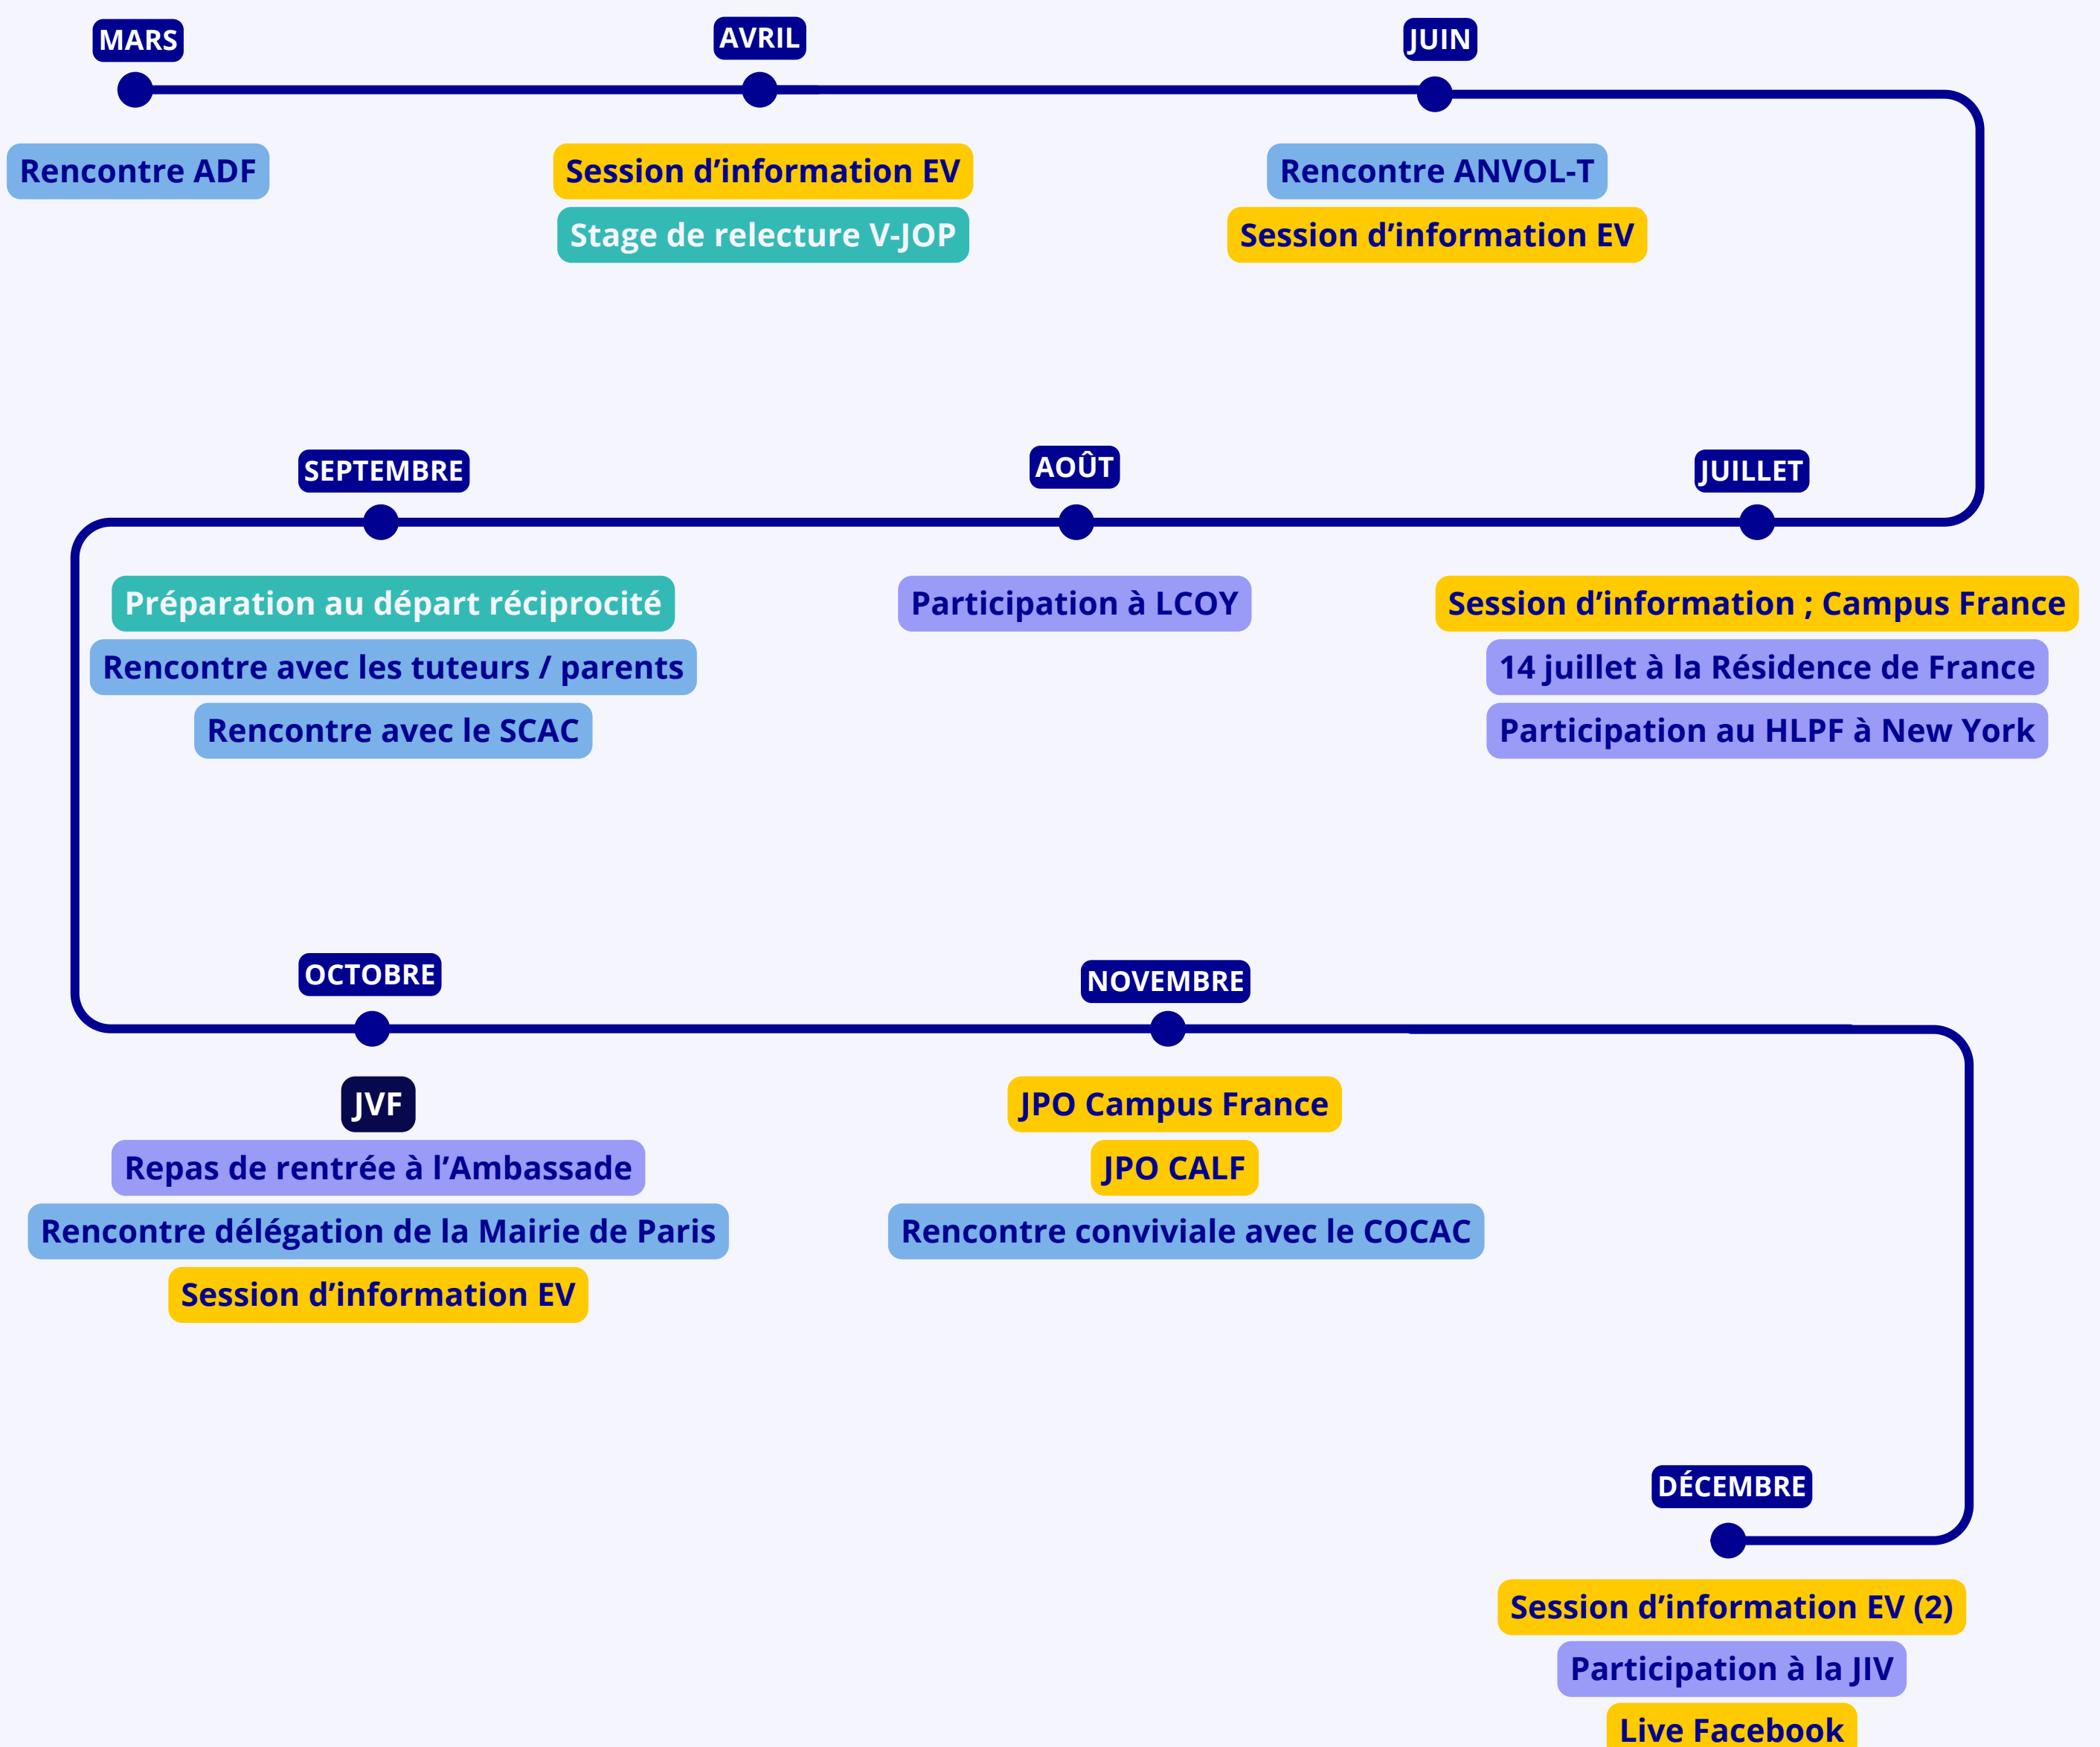 MARS
Rencontre ADF
AVRIL
Session d’information EV
Stage de relecture V-JOP
JUIN
Rencontre ANVOL-T
Session d’information EV
JUILLET
Session d’information ; Campus France
14 juillet à la Résidence de France
Participation au HLPF à New York
AOÛT
Participation à LCOY
SEPTEMBRE
Préparation au départ réciprocité
Rencontre avec les tuteurs / parents
Rencontre avec le SCAC
OCTOBRE
JVF
Repas de rentrée à l’Ambassade
Rencontre délégation de la Mairie de Paris
Session d’information EV
NOVEMBRE
JPO Campus France
JPO CALF
Rencontre conviviale avec le COCAC
DÉCEMBRE
Session d’information EV (2)
Participation à la JIV
Live Facebook